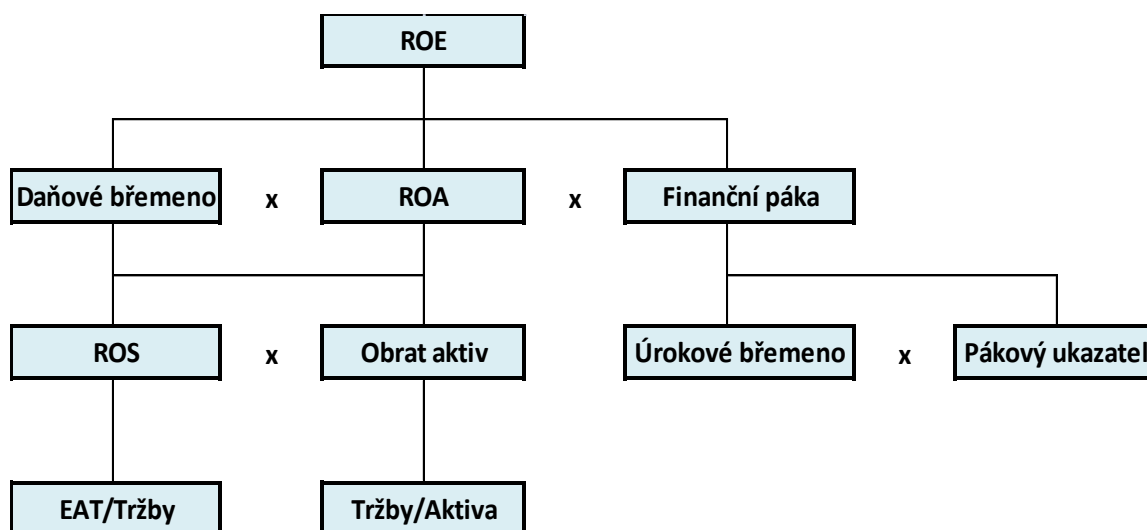 ROE
Daňové břemeno x ROA x Finanční páka
ROS x Obrat aktiv Úrokové břemeno x Pákový ukazatel
EAT/Tržby Tržby/Aktiva